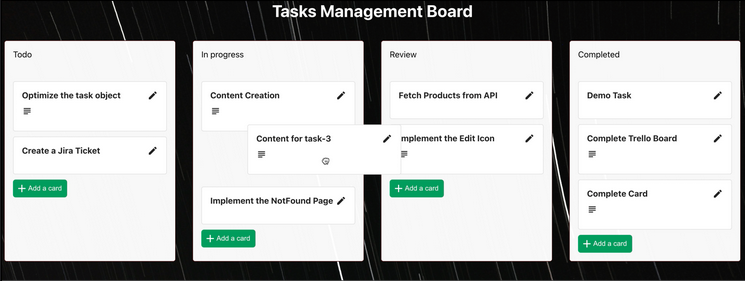 Tasks Management Board
Todo
Optimize the task object
Create a Jira Ticket
+ Add a card
In progress
Content Creation
Content for task-3
Implement the NotFound Page
+ Add a card
Review
Fetch Products from API
mplement the Edit Icon
+ Add a card
Completed
Demo Task
Complete Trello Board
Complete Card
+ Add a card